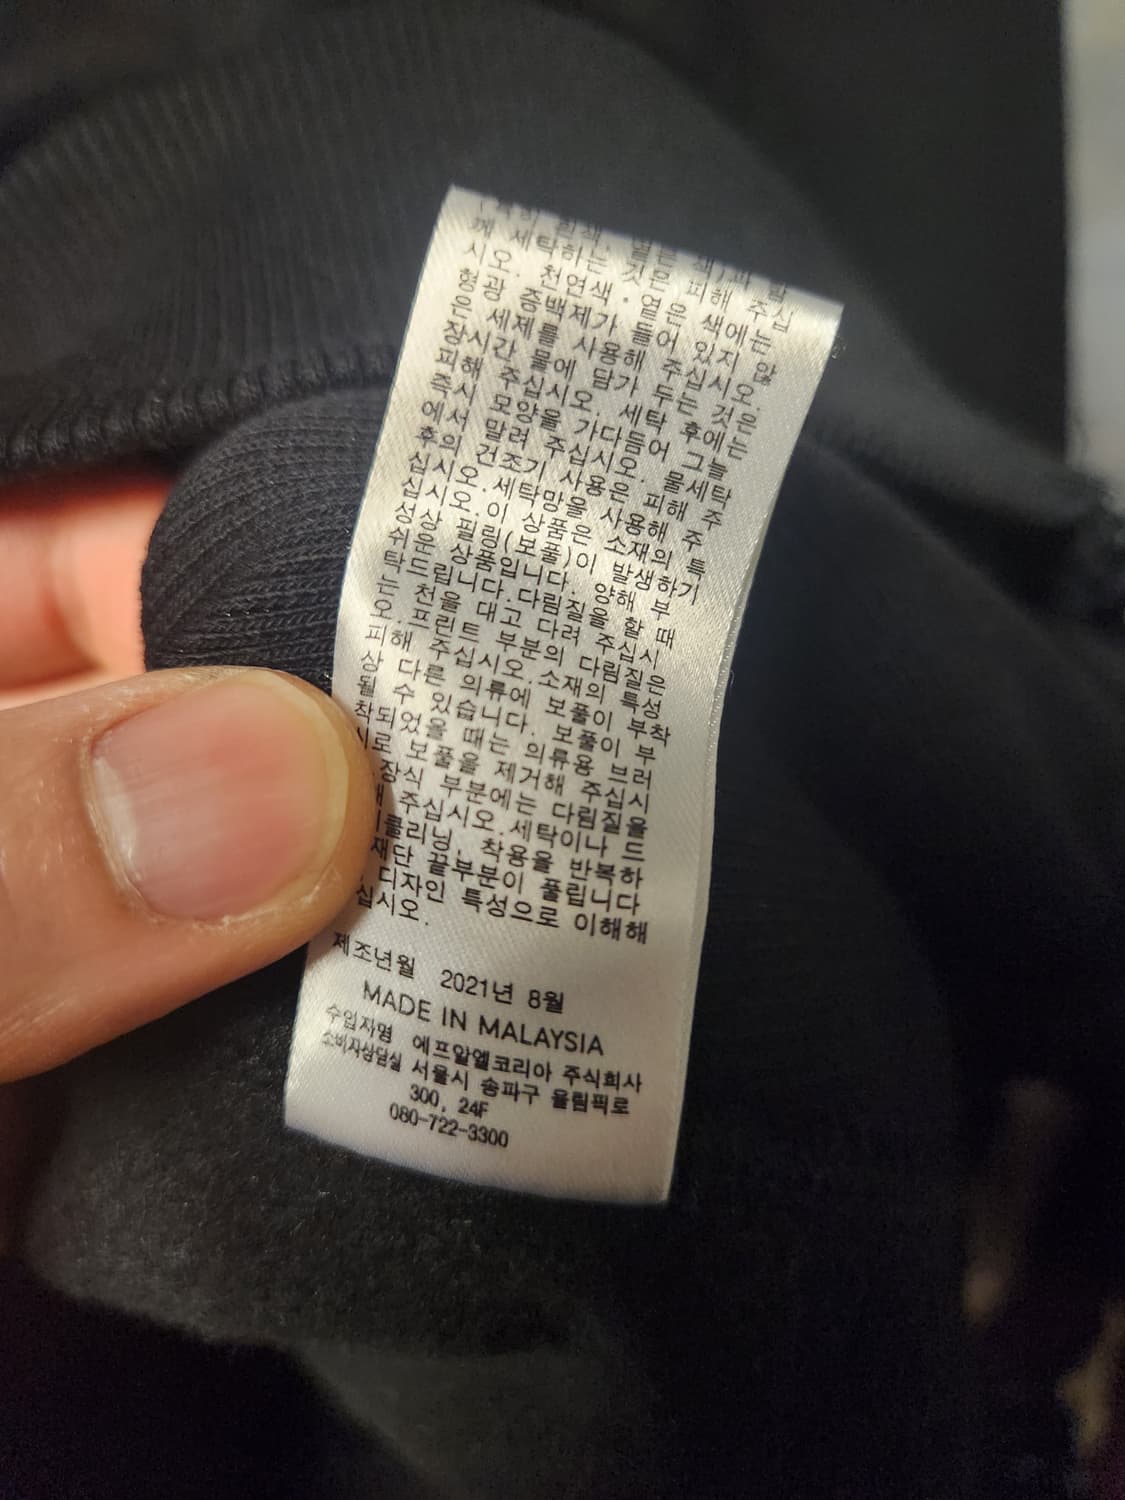 께 세탁하는 것은 피해 주십
시오. 천연색·엷은 색에는
형광 증백제가 들어 있지 않
은 세제를 사용해 주십시오.
장시간 물에 담가 두는 것은
피해 주십시오. 세탁 후에는
즉시 모양을 가다듬어 그늘
에서 말려 주십시오. 물세탁
후의 건조기 사용은 피해 주
십시오.세탁망을 사용해 주
십시오.이 상품은 소재의 특
성상 필링(보풀)이 발생하기
쉬운 상품입니다. 양해 부
탁드립니다.다림질을 할 때
는 천을 대고 다려 주십시
오.프린트 부분의 다림질은
피해 주십시오.소재의 특성
상 다른 의류에 보풀이 부착
될 수 있습니다. 보풀이 부
착되었을 때는 의류용 브러
시로 보풀을 제거해 주십시
장식 부분에는 다림질을
주십시오.세탁이나 드
이클리닝, 착용을 반복하
재단 끝부분이 풀립니다
디자인 특성으로 이해해
십시오.
제조년월 2021년 8월
MADE IN MALAYSIA
수입자명 에프알엘코리아 주식회사
소비자상담실 서울시 송파구 올림픽로
300, 24F
080-722-3300